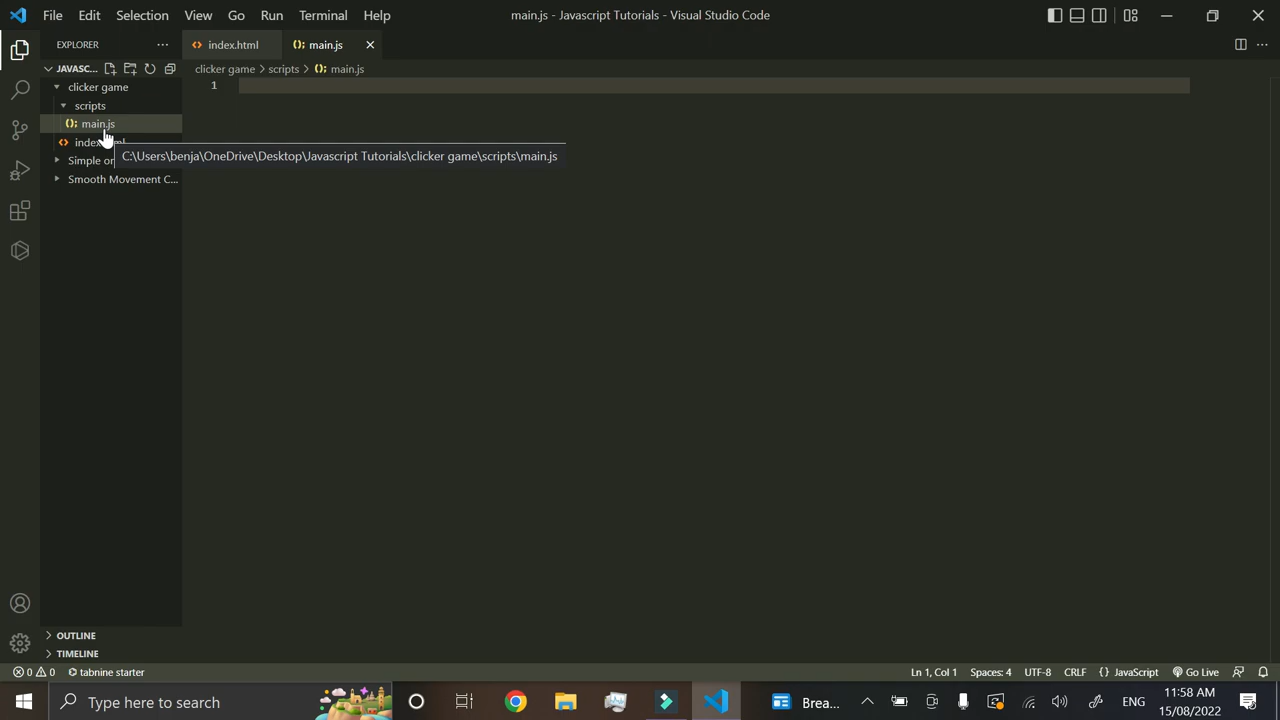 File Edit Selection View Go Run Terminal Help
main.js - Javascript Tutorials - Visual Studio Code
EXPLORER
index.html
main.js
JAVASC...
clicker game > scripts > main.js
clicker game
1
scripts
main.js
C:\Users\benja\OneDrive\Desktop\Javascript Tutorials\clicker game\scripts\main.js
Simple or
Smooth Movement C...
OUTLINE
TIMELINE
0 0 tabnine starter
Ln 1, Col 1 Spaces: 4 UTF-8 CRLF {} JavaScript Go Live
Type here to search
Brea...
ENG
11:58 AM
15/08/2022